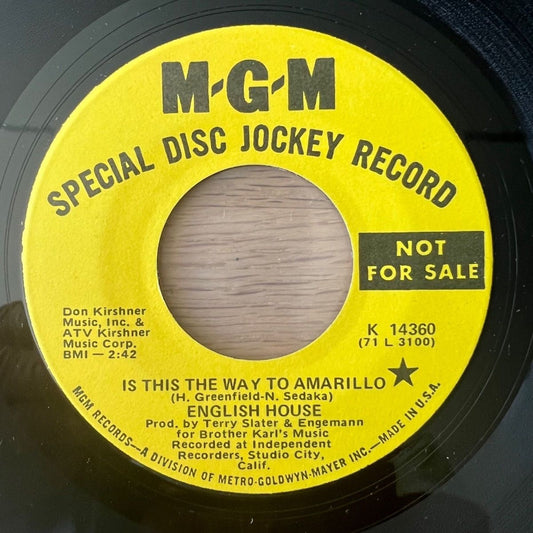 M-G-M
SPECIAL DISC JOCKEY RECORD
NOT
FOR SALE
Don Kirshner
Music, Inc. &
ATV Kirshner
Music Corp.
BMI — 2:42
K 14360
(71 L 3100)
IS THIS THE WAY TO AMARILLO ★
(H. Greenfield-N. Sedaka)
ENGLISH HOUSE
Prod. by Terry Slater & Engemann
for Brother Karl's Music
Recorded at Independent
Recorders, Studio City,
Calif.
MGM RECORDS—A DIVISION OF METRO-GOLDWYN-MAYER INC.—MADE IN U.S.A.